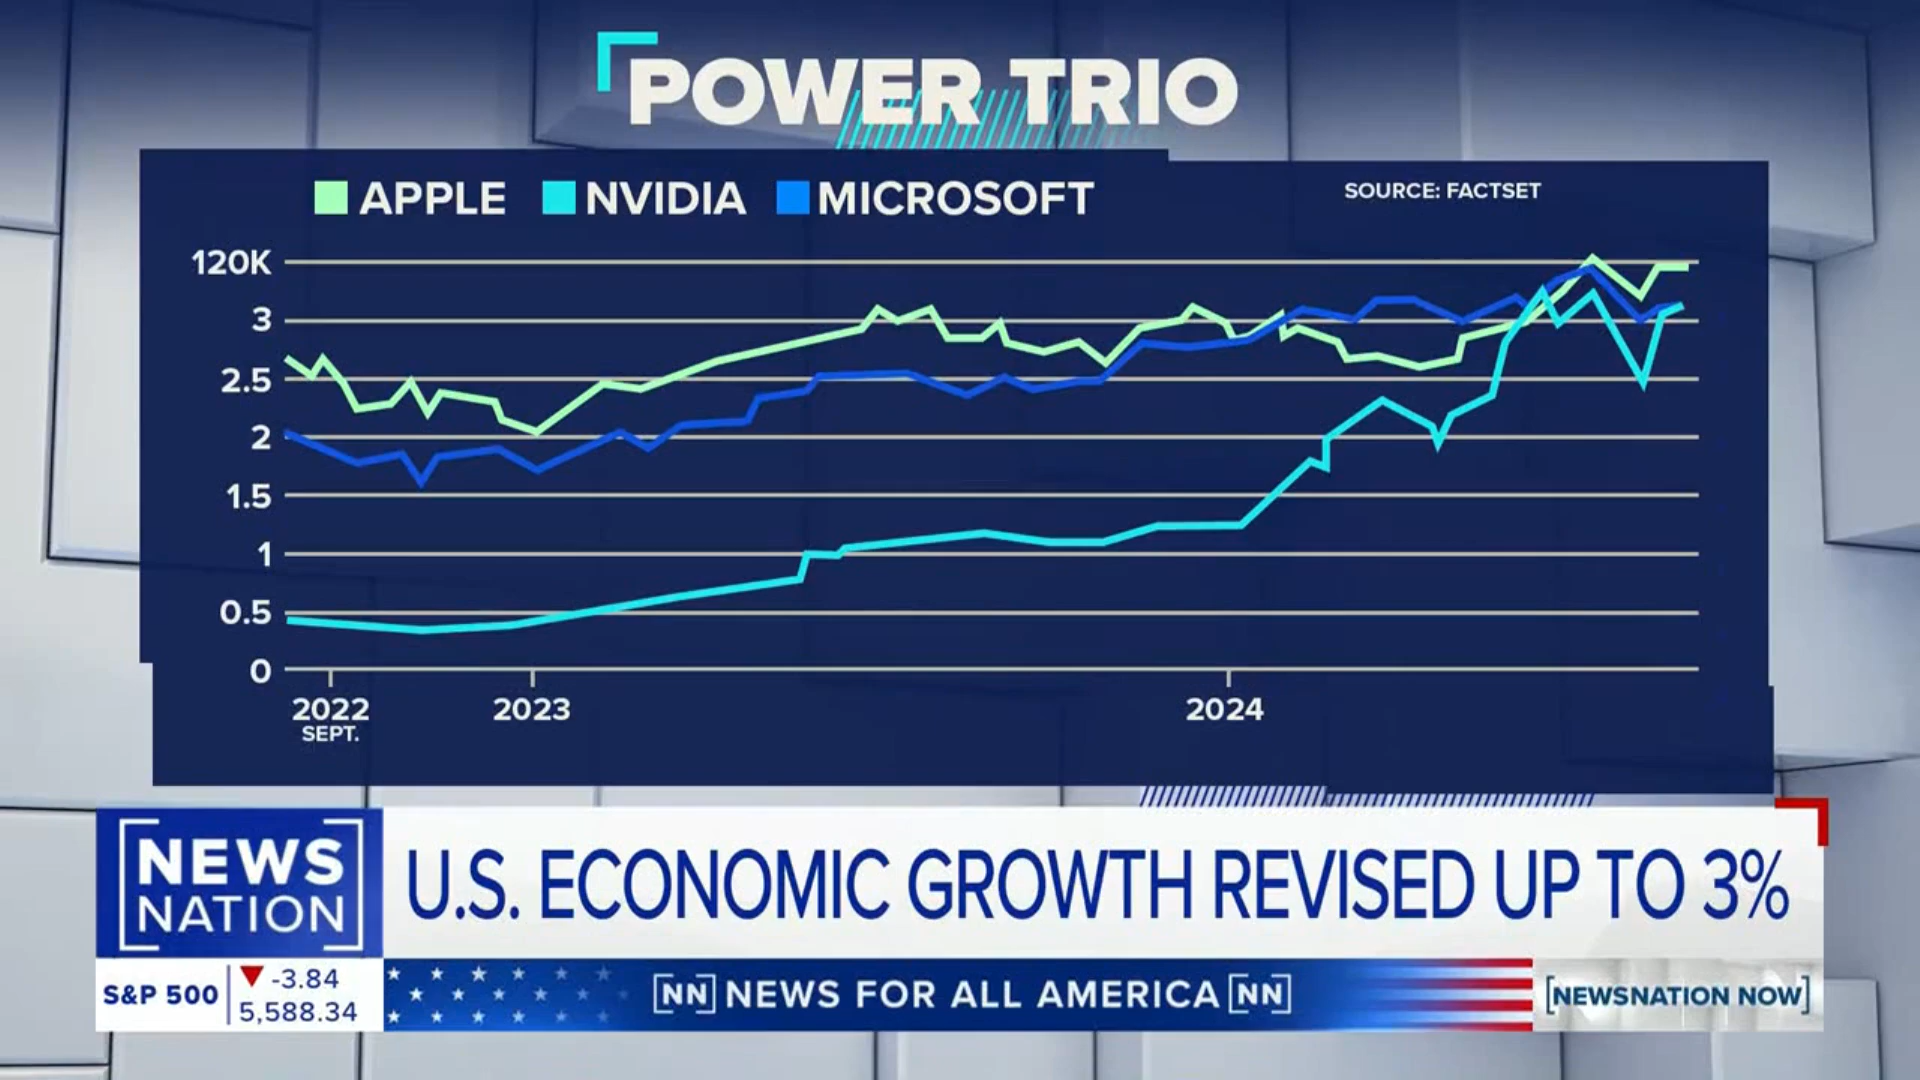 POWER TRIO
APPLE NVIDIA MICROSOFT
SOURCE: FACTSET
120K
3
2.5
2
1.5
1
0.5
0
2022 2023 2024
SEPT.
NEWS
NATION
U.S. ECONOMIC GROWTH REVISED UP TO 3%
S&P 500
-3.84
5,588.34
[NN] NEWS FOR ALL AMERICA [NN]
[NEWSNATION NOW]